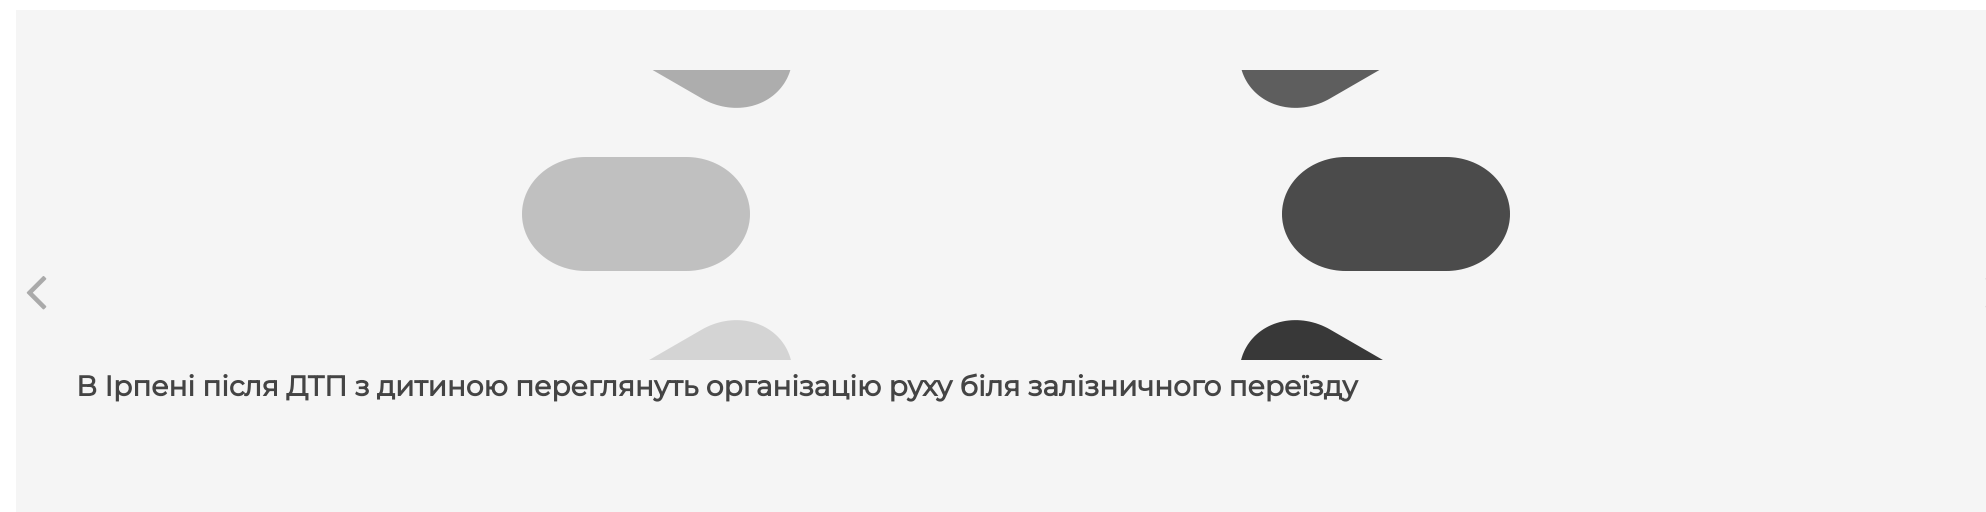 В Ірпені після ДТП з дитиною переглянуть організацію руху біля залізничного переїзду